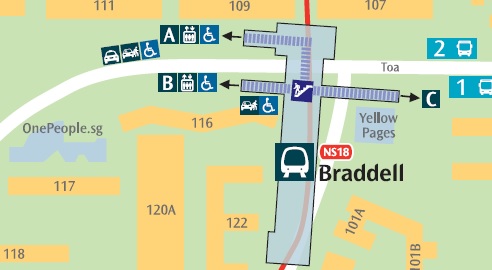 111
109
107
A
2
Toa
B
1
C
OnePeople.sg
116
Yellow
Pages
NS18
Braddell
117
120A
122
101A
101B
118